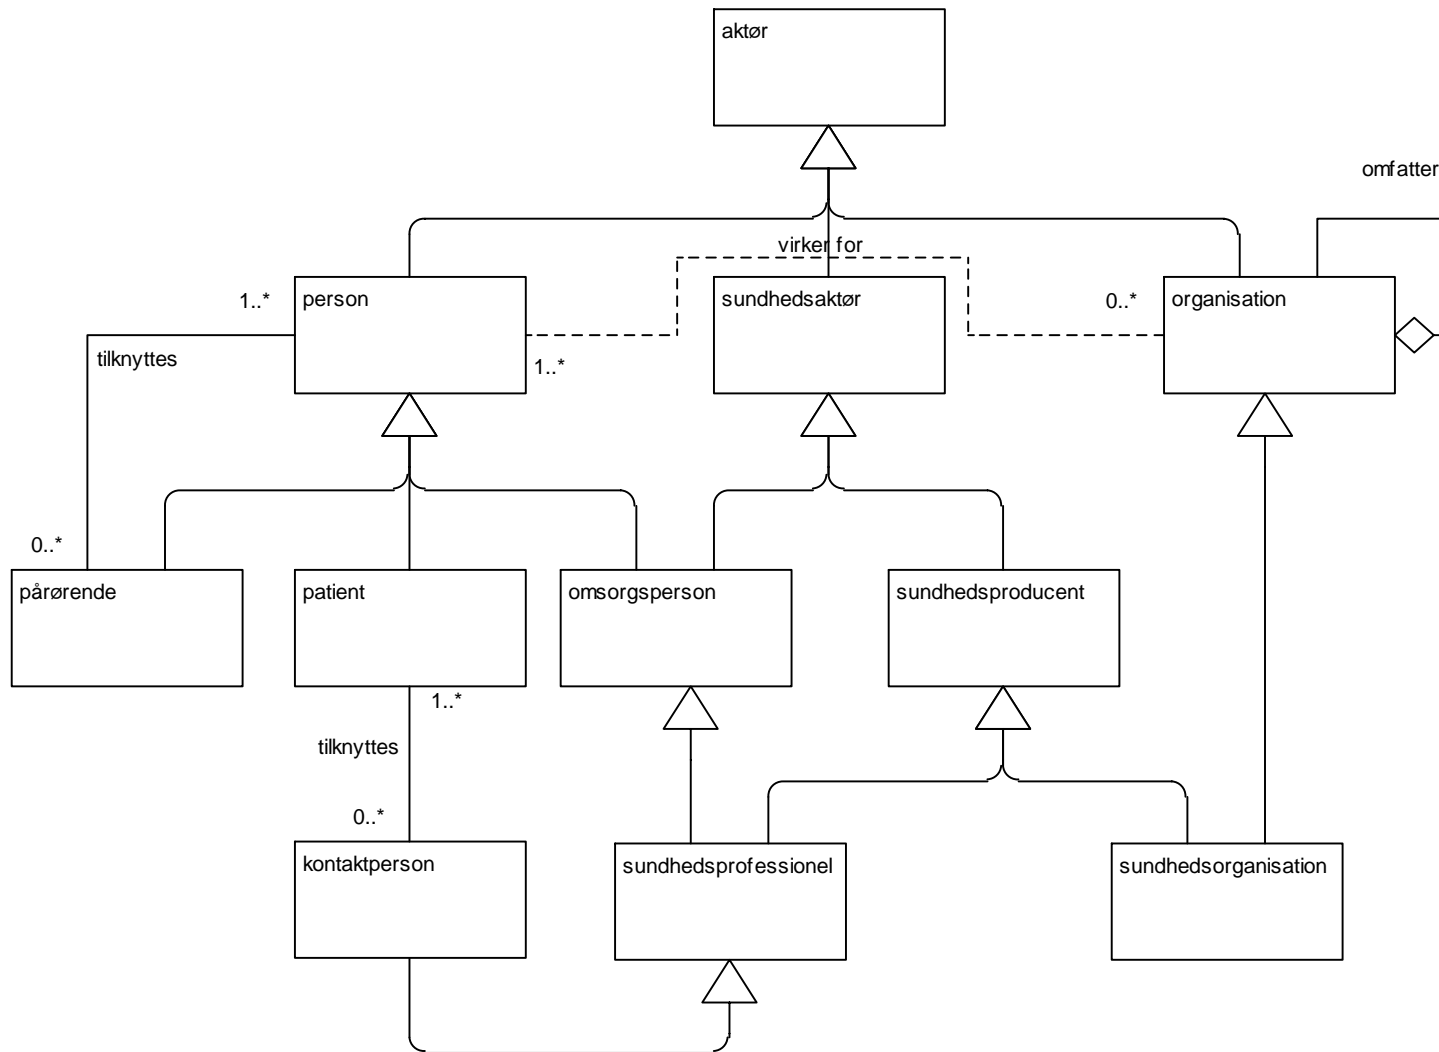 aktør
omfatter
virker for
1..*
person
sundhedsaktør
0..*
organisation
tilknyttes
1..*
0..*
pårørende
patient
omsorgsperson
sundhedsproducent
1..*
tilknyttes
0..*
kontaktperson
sundhedsprofessionel
sundhedsorganisation